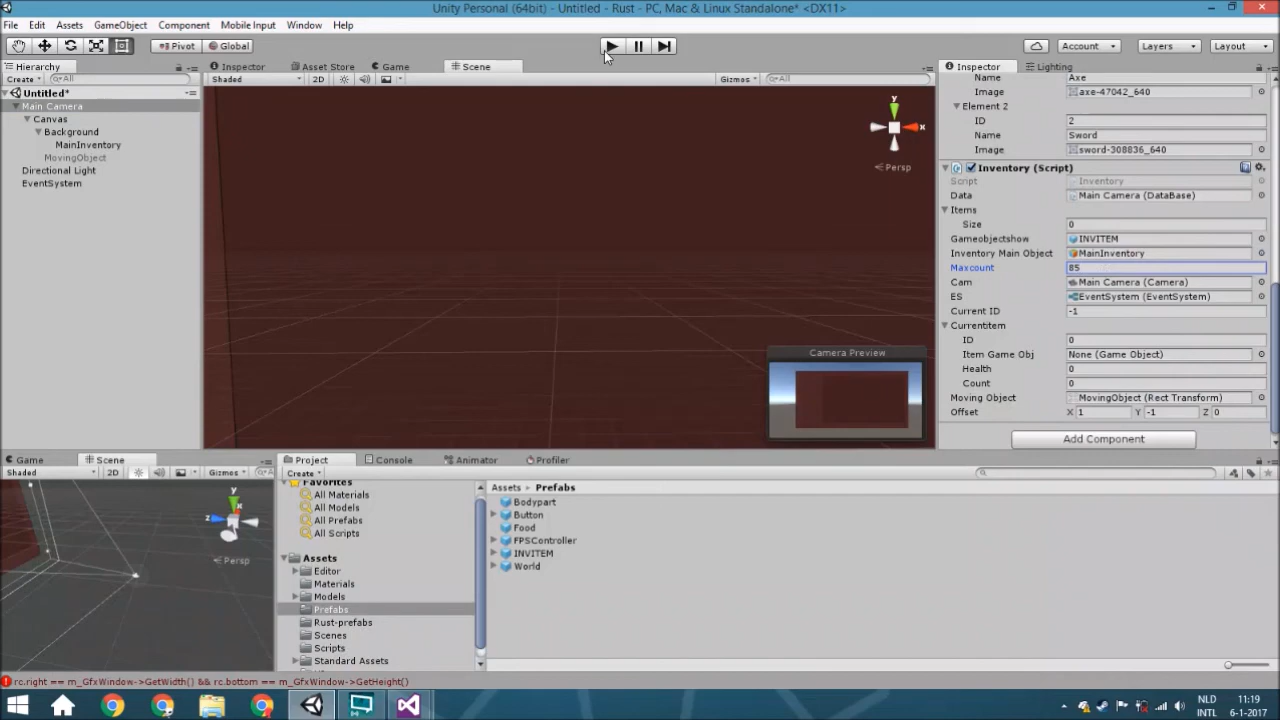 Unity Personal (64bit) - Untitled - Rust - PC, Mac & Linux Standalone* <DX11>
File Edit Assets GameObject Component Mobile Input Window Help
Pivot Global Account Layers Layout
Hierarchy
Create All
Untitled*
Main Camera
Canvas
Background
MainInventory
MovingObject
Directional Light
EventSystem
Inspector Asset Store Game Scene
Shaded 2D Gizmos All
y
x
Persp
Camera Preview
Inspector Lighting
Name Axe
Image axe-47042_640
Element 2
ID 2
Name Sword
Image sword-308836_640
Inventory (Script)
Script Inventory
Data Main Camera (DataBase)
Items
Size 0
Gameobjectshow INVITEM
Inventory Main Object MainInventory
Maxcount 85
Cam Main Camera (Camera)
ES EventSystem (EventSystem)
Current ID -1
Currentitem
ID 0
Item Game Obj None (Game Object)
Health 0
Count 0
Moving Object MovingObject (Rect Transform)
Offset X 1 Y -1 Z 0
Add Component
Game Scene
Shaded 2D Gizmos
y
x
z
Persp
Project Console Animator Profiler
Create
Favorites
All Materials
All Models
All Prefabs
All Scripts
Assets
Editor
Materials
Models
Prefabs
Rust-prefabs
Scenes
Scripts
Standard Assets
Assets Prefabs
Bodypart
Button
Food
FPSController
INVITEM
World
rc.right == m_GfxWindow->GetWidth() && rc.bottom == m_GfxWindow->GetHeight()
NLD 11:19
INTL 6-1-2017